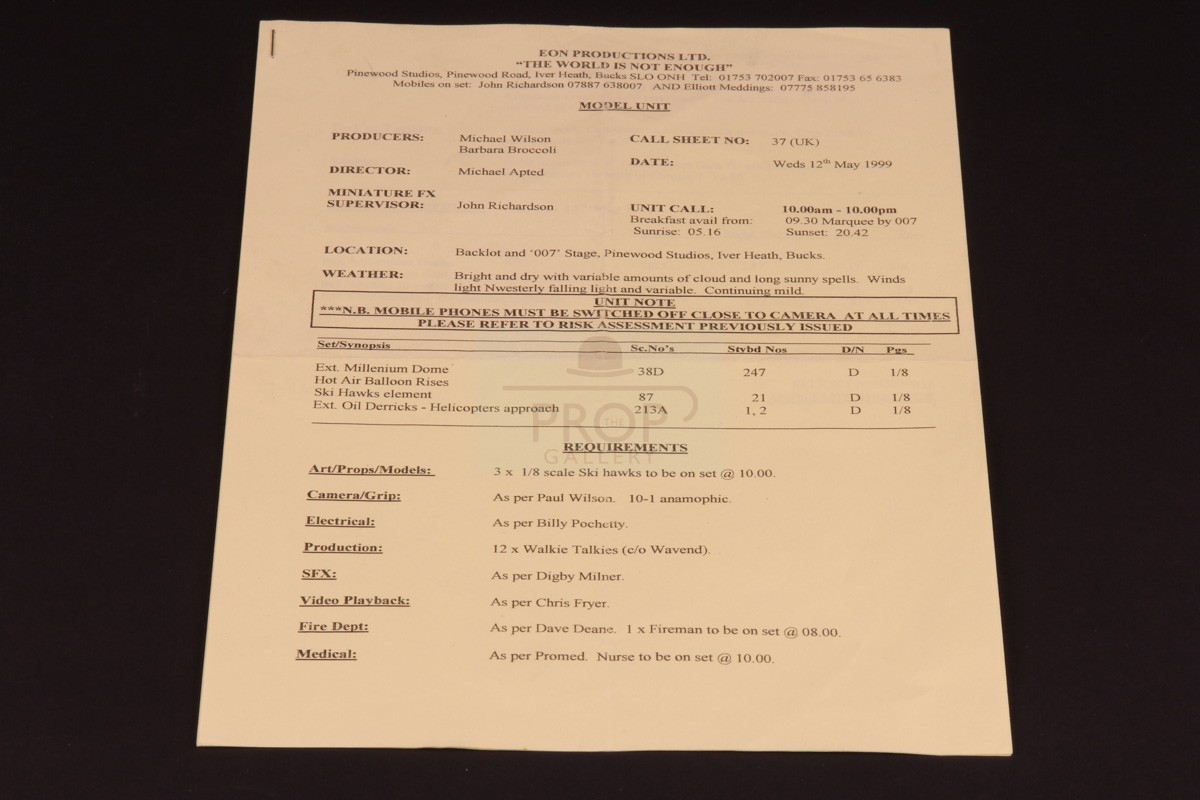 EON PRODUCTIONS LTD.
"THE WORLD IS NOT ENOUGH"
Pinewood Studios, Pinewood Road, Iver Heath, Bucks SLO ONH Tel: 01753 702007 Fax: 01753 65 6383
Mobiles on set: John Richardson 07887 638007 AND Elliott Meddings: 07775 858195
MODEL UNIT
PRODUCERS: Michael Wilson CALL SHEET NO: 37 (UK)
Barbara Broccoli
DATE: Weds 12th May 1999
DIRECTOR: Michael Apted
MINIATURE FX
SUPERVISOR: John Richardson UNIT CALL: 10.00am - 10.00pm
Breakfast avail from: 09.30 Marquee by 007
Sunrise: 05.16 Sunset: 20.42
LOCATION: Backlot and '007' Stage, Pinewood Studios, Iver Heath, Bucks.
WEATHER: Bright and dry with variable amounts of cloud and long sunny spells. Winds
light Nwesterly falling light and variable. Continuing mild.
UNIT NOTE
***N.B. MOBILE PHONES MUST BE SWITCHED OFF CLOSE TO CAMERA AT ALL TIMES
PLEASE REFER TO RISK ASSESSMENT PREVIOUSLY ISSUED
Set/Synopsis Sc.No's Stybd Nos D/N Pgs
Ext. Millenium Dome 38D 247 D 1/8
Hot Air Balloon Rises
Ski Hawks element 87 21 D 1/8
Ext. Oil Derricks - Helicopters approach 213A 1, 2 D 1/8
THE
PROP
GALLERY
REQUIREMENTS
Art/Props/Models: 3 x 1/8 scale Ski hawks to be on set @ 10.00.
Camera/Grip: As per Paul Wilson. 10-1 anamophic.
Electrical: As per Billy Pochetty.
Production: 12 x Walkie Talkies (c/o Wavend).
SFX: As per Digby Milner.
Video Playback: As per Chris Fryer.
Fire Dept: As per Dave Deane. 1 x Fireman to be on set @ 08.00.
Medical: As per Promed. Nurse to be on set @ 10.00.